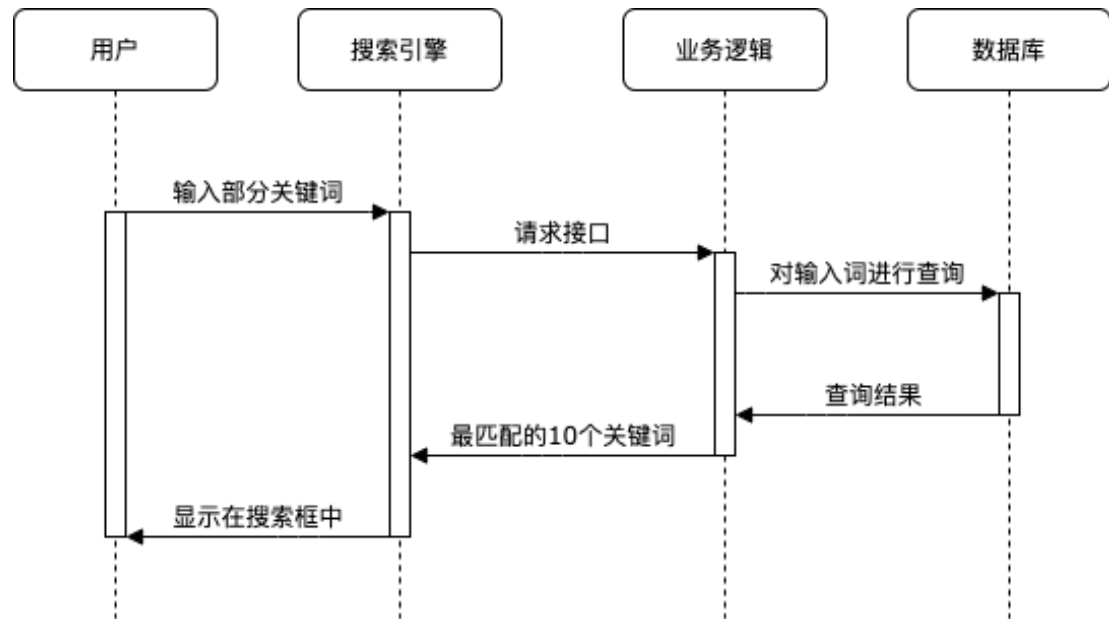 用户
搜索引擎
业务逻辑
数据库
输入部分关键词
请求接口
对输入词进行查询
查询结果
最匹配的10个关键词
显示在搜索框中